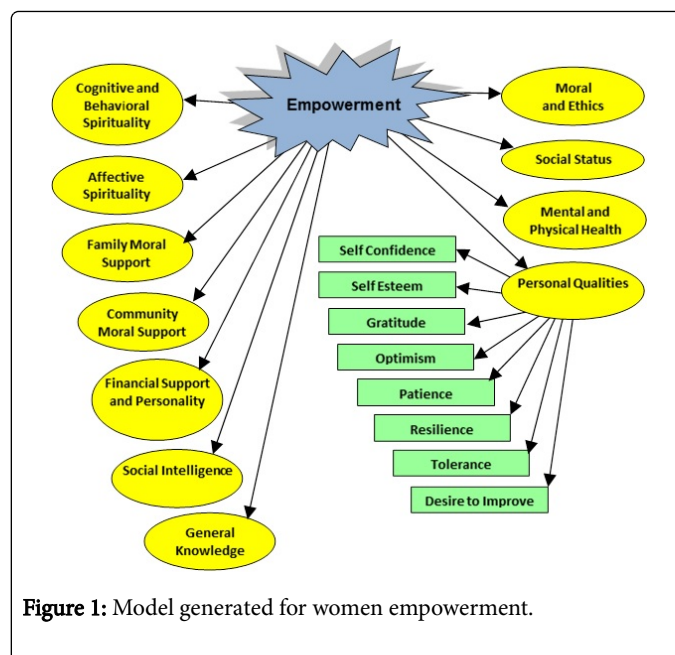 Empowerment
Cognitive and
Behavioral
Spirituality
Affective
Spirituality
Family Moral
Support
Community
Moral Support
Financial Support
and Personality
Social Intelligence
General
Knowledge
Moral
and Ethics
Social Status
Mental and
Physical Health
Personal Qualities
Self Confidence
Self Esteem
Gratitude
Optimism
Patience
Resilience
Tolerance
Desire to Improve
Figure 1: Model generated for women empowerment.